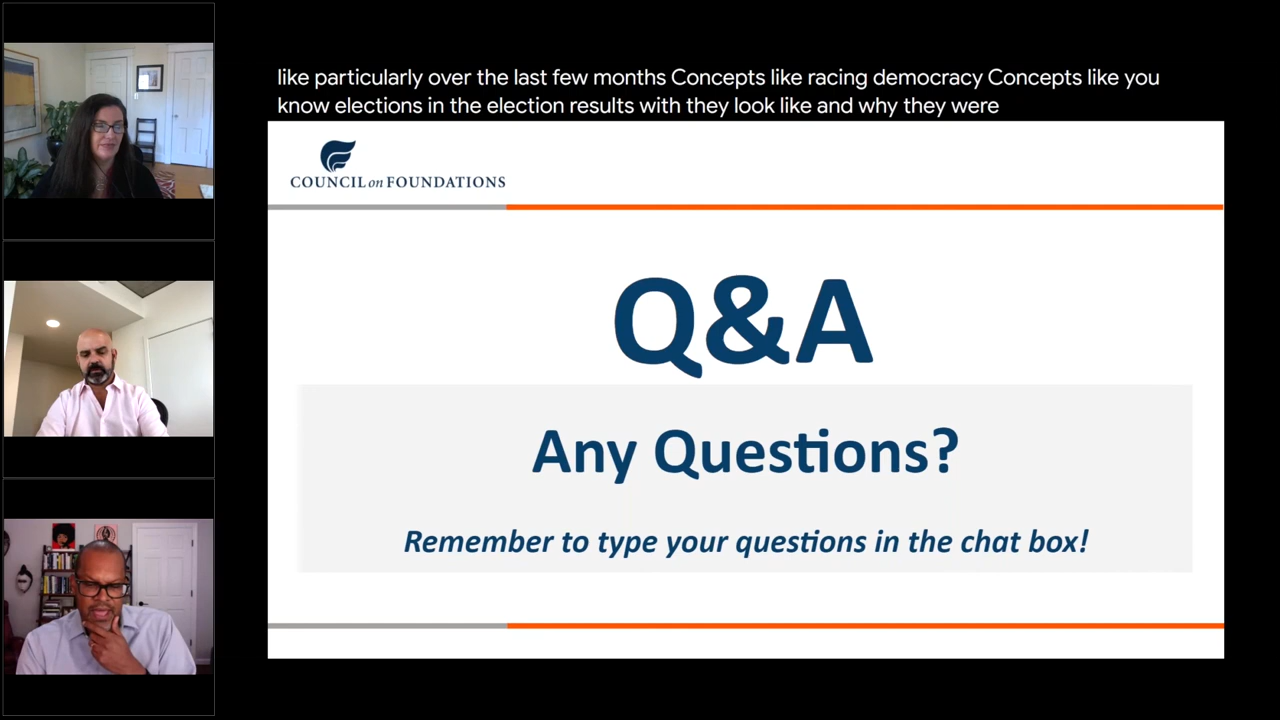 like particularly over the last few months Concepts like racing democracy Concepts like you
know elections in the election results with they look like and why they were
COUNCIL on FOUNDATIONS
Q&A
Any Questions?
Remember to type your questions in the chat box!